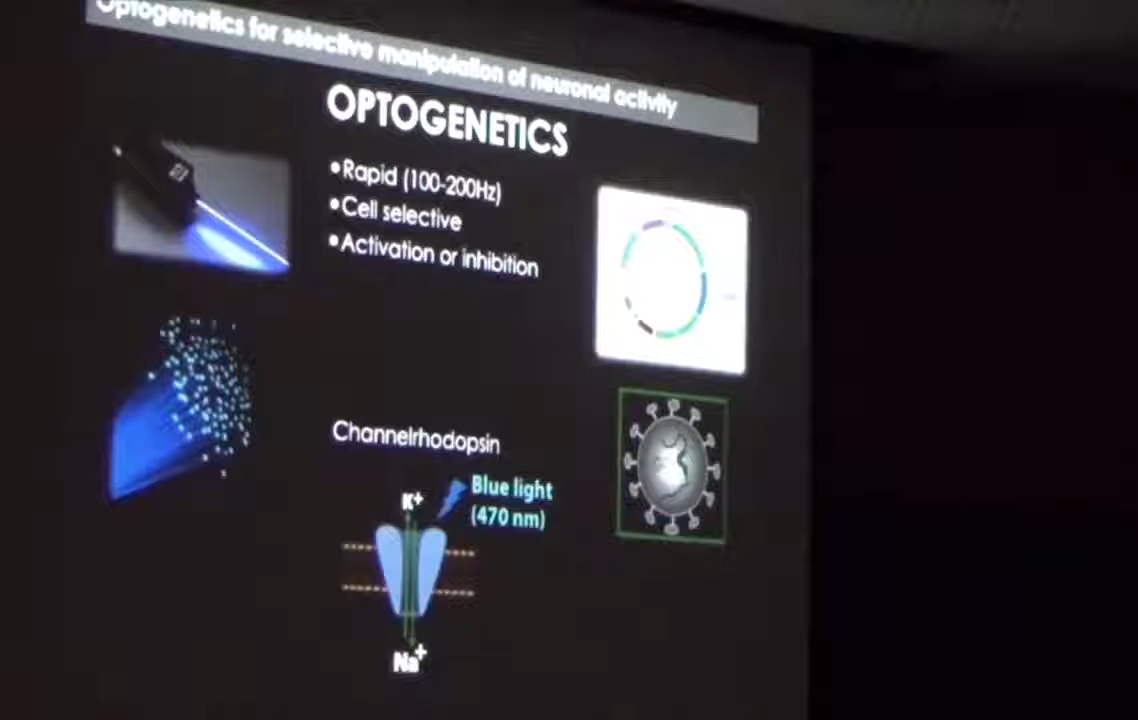 Optogenetics for selective manipulation of neuronal activity
OPTOGENETICS
•Rapid (100-200Hz)
•Cell selective
•Activation or inhibition
Channelrhodopsin
K+
Blue light
(470 nm)
Na+